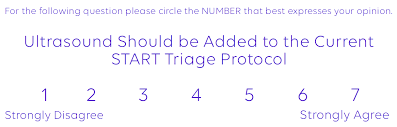 For the following question please circle the NUMBER that best expresses your opinion.
Ultrasound Should be Added to the Current
START Triage Protocol
1 2 3 4 5 6 7
Strongly Disagree Strongly Agree